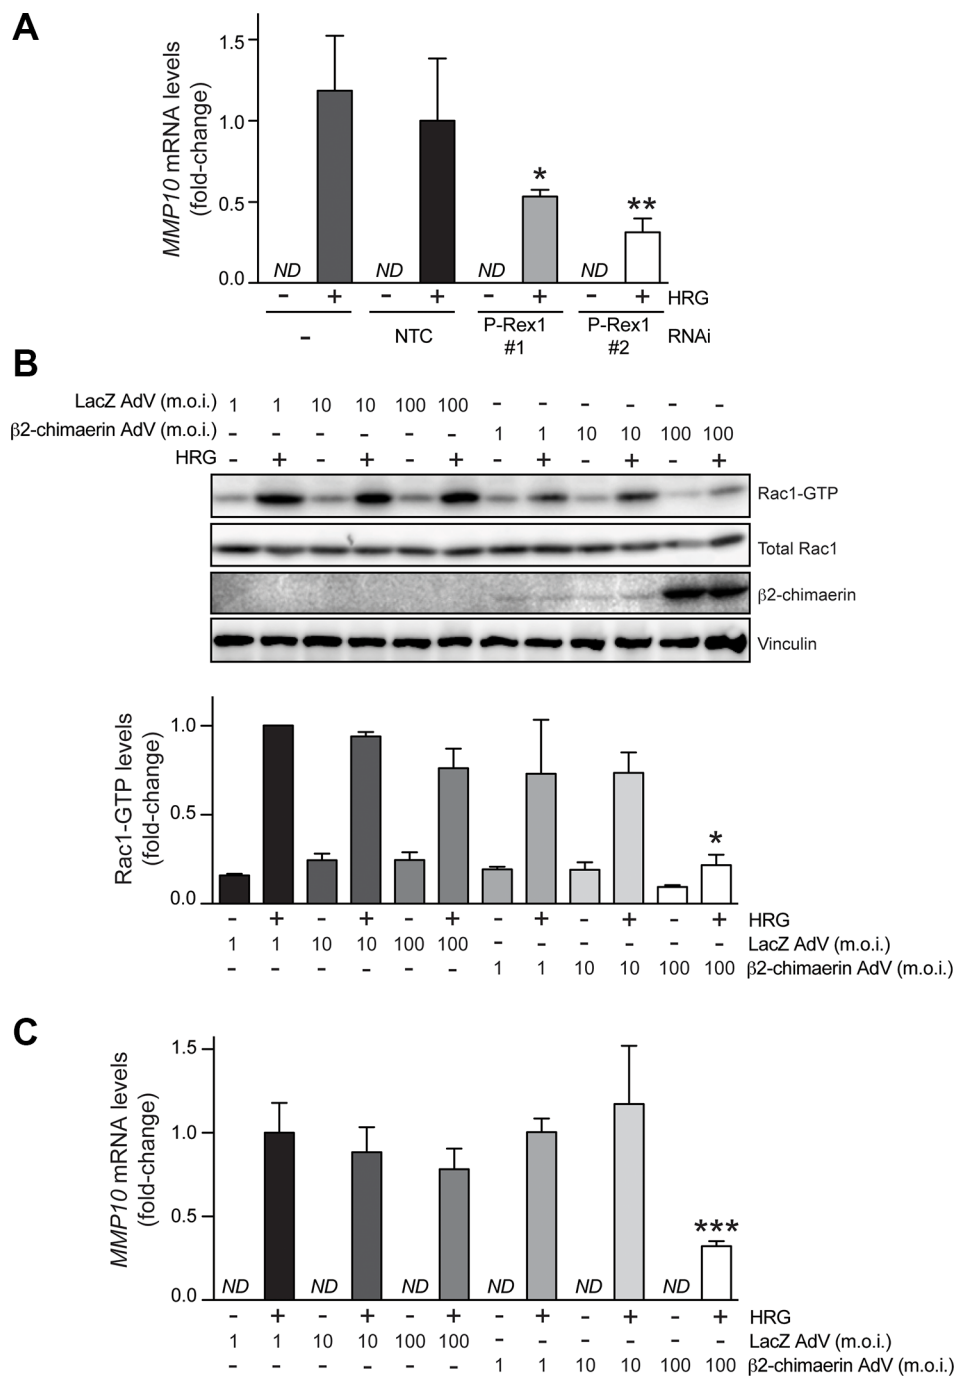 A
MMP10 mRNA levels
(fold-change)
1.5
1.0
0.5
0.0
ND ND ND ND
* **
- + - + - + - + HRG
- NTC P-Rex1 P-Rex1 RNAi
#1 #2
B
LacZ AdV (m.o.i.) 1 1 10 10 100 100 - - - - - -
β2-chimaerin AdV (m.o.i.) - - - - - - 1 1 10 10 100 100
HRG - + - + - + - + - + - +
Rac1-GTP
Total Rac1
β2-chimaerin
Vinculin
Rac1-GTP levels
(fold-change)
1.0
0.5
0.0
*
- + - + - + - + - + - + HRG
1 1 10 10 100 100 - - - - - - LacZ AdV (m.o.i.)
- - - - - - 1 1 10 10 100 100 β2-chimaerin AdV (m.o.i.)
C
MMP10 mRNA levels
(fold-change)
1.5
1.0
0.5
0.0
***
ND ND ND ND ND ND
- + - + - + - + - + - + HRG
1 1 10 10 100 100 - - - - - - LacZ AdV (m.o.i.)
- - - - - - 1 1 10 10 100 100 β2-chimaerin AdV (m.o.i.)